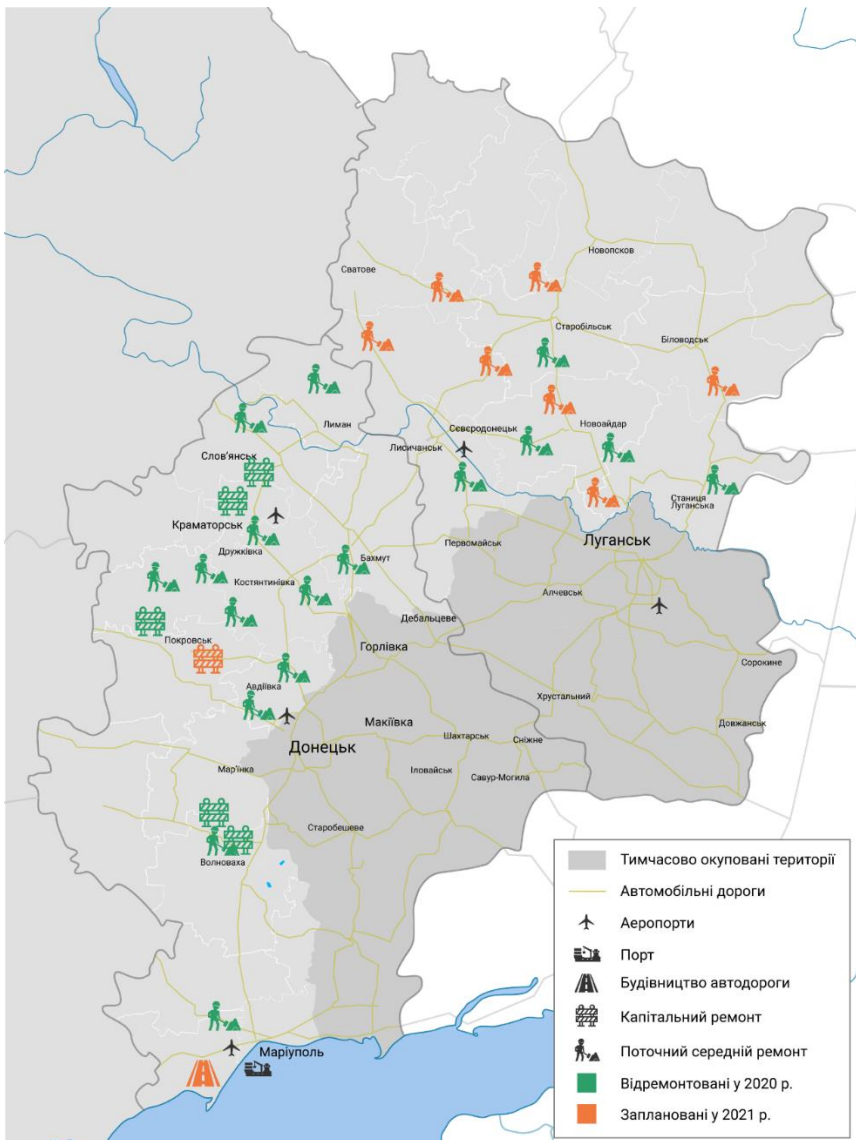 Новопсков
Сватове
Старобільськ
Біловодськ
Лиман
Сєвєродонецьк
Новоайдар
Лисичанськ
Слов'янськ
Станиця
Луганська
Краматорськ
Первомайськ
Луганськ
Дружківка
Бахмут
Костянтинівка
Алчевськ
Дебальцеве
Покровськ
Горлівка
Сорокине
Авдіївка
Хрустальний
Макіївка
Довжанськ
Донецьк
Шахтарськ
Сніжне
Мар'їнка
Іловайськ
Савур-Могила
Старобешеве
Волноваха
Маріуполь
Тимчасово окуповані території
Автомобільні дороги
Аеропорти
Порт
Будівництво автодороги
Капітальний ремонт
Поточний середній ремонт
Відремонтовані у 2020 р.
Заплановані у 2021 р.